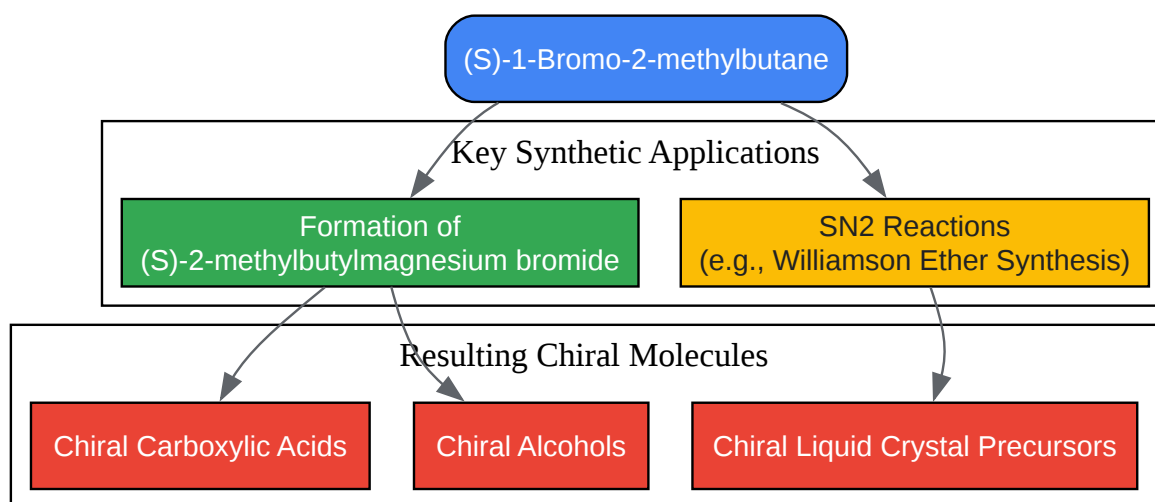 (S)-1-Bromo-2-methylbutane
Key Synthetic Applications
Formation of
(S)-2-methylbutylmagnesium bromide
SN2 Reactions
(e.g., Williamson Ether Synthesis)
Resulting Chiral Molecules
Chiral Carboxylic Acids
Chiral Alcohols
Chiral Liquid Crystal Precursors